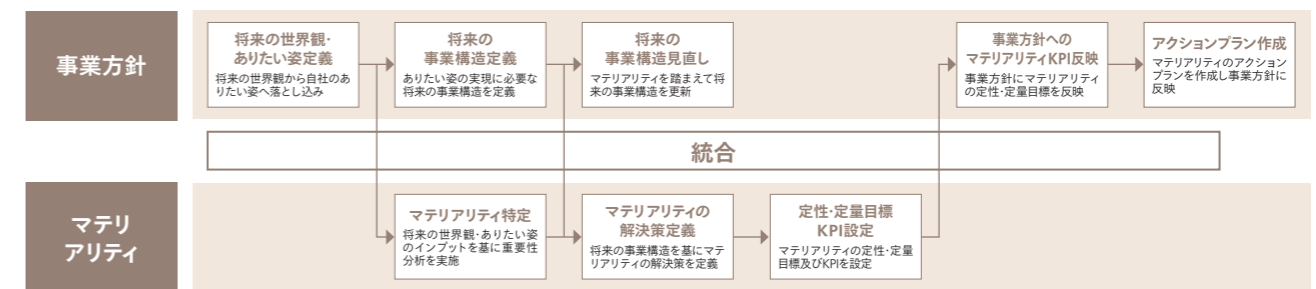 事業方針
将来の世界観・
ありたい姿定義
将来の世界観から自社のあ
りたい姿へ落とし込み
将来の
事業構造定義
ありたい姿の実現に必要な
将来の事業構造を定義
将来の
事業構造見直し
マテリアリティを踏まえて将
来の事業構造を更新
事業方針への
マテリアリティKPI反映
事業方針にマテリアリティ
の定性・定量目標を反映
アクションプラン作成
マテリアリティのアクション
プランを作成し事業方針に
反映
統合
マテリ
アリティ
マテリアリティ特定
将来の世界観・ありたい姿
のインプットを基に重要性
分析を実施
マテリアリティの
解決策定義
将来の事業構造を基にマテ
リアリティの解決策を定義
定性・定量目標
KPI設定
マテリアリティの定性・定量
目標及びKPIを設定